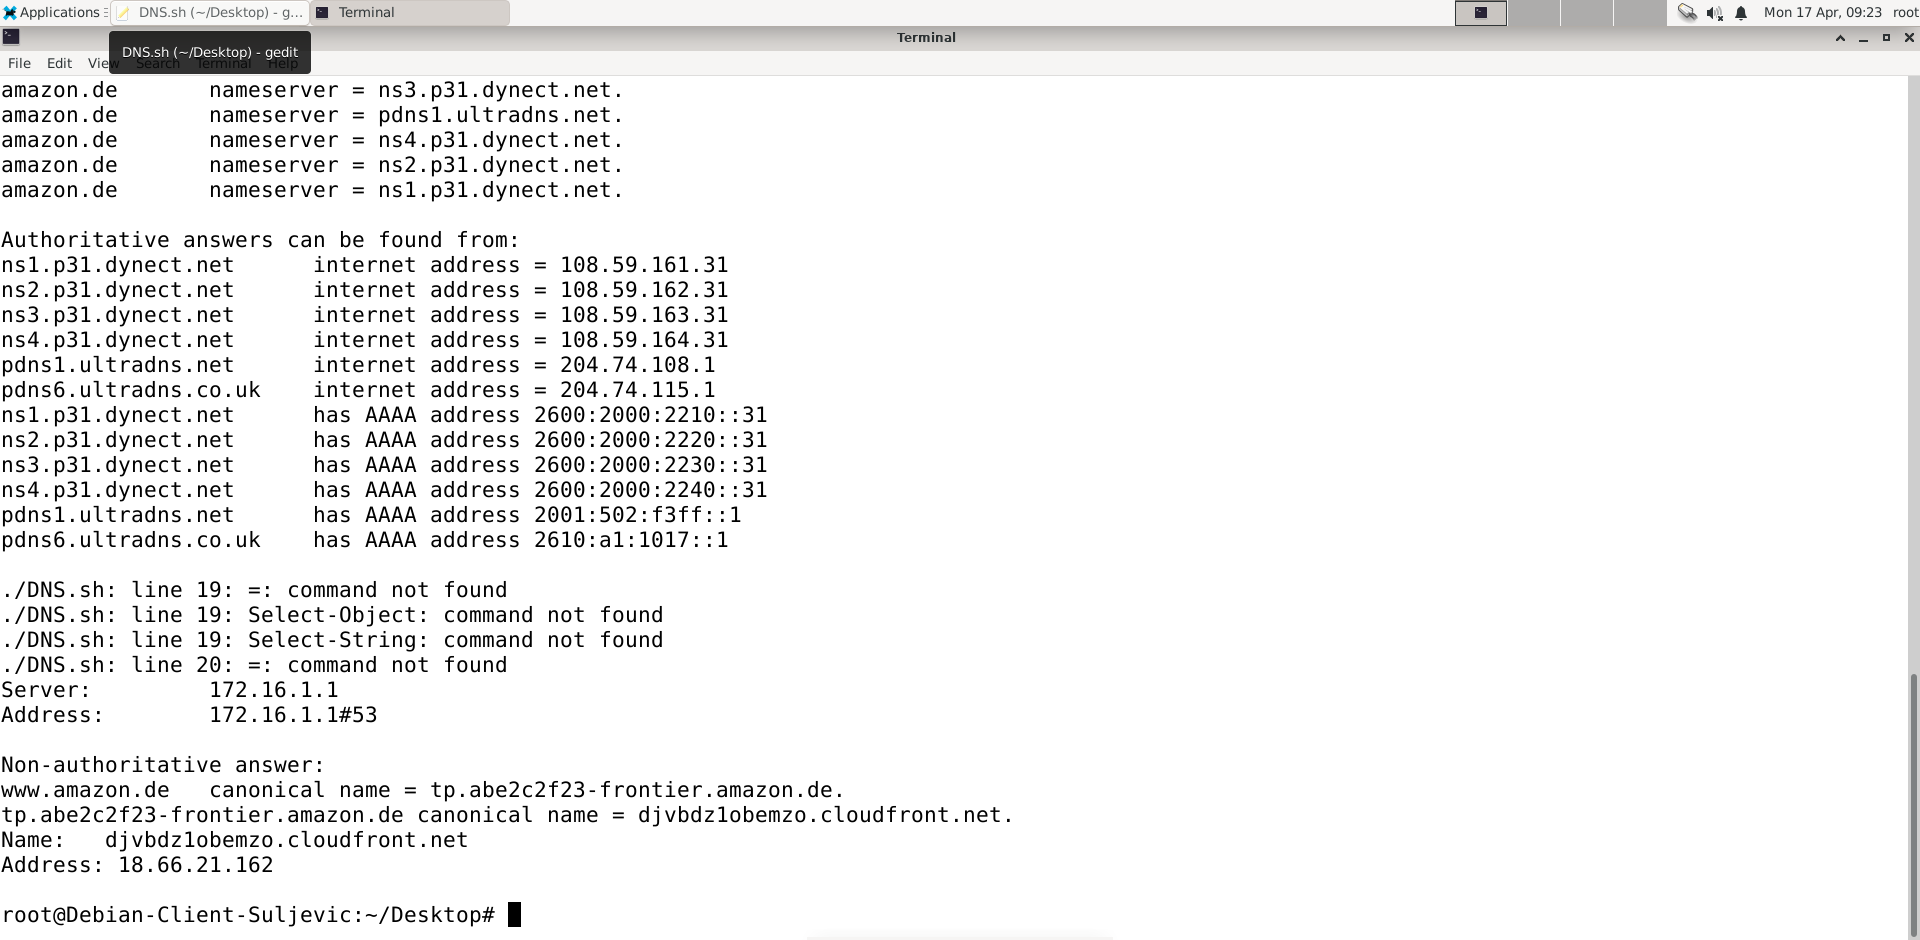 Applications DNS.sh (~/Desktop) - g... Terminal Mon 17 Apr, 09:23 root
Terminal
DNS.sh (~/Desktop) - gedit
File Edit View Search Terminal Help
amazon.de nameserver = ns3.p31.dynect.net.
amazon.de nameserver = pdns1.ultradns.net.
amazon.de nameserver = ns4.p31.dynect.net.
amazon.de nameserver = ns2.p31.dynect.net.
amazon.de nameserver = ns1.p31.dynect.net.
Authoritative answers can be found from:
ns1.p31.dynect.net internet address = 108.59.161.31
ns2.p31.dynect.net internet address = 108.59.162.31
ns3.p31.dynect.net internet address = 108.59.163.31
ns4.p31.dynect.net internet address = 108.59.164.31
pdns1.ultradns.net internet address = 204.74.108.1
pdns6.ultradns.co.uk internet address = 204.74.115.1
ns1.p31.dynect.net has AAAA address 2600:2000:2210::31
ns2.p31.dynect.net has AAAA address 2600:2000:2220::31
ns3.p31.dynect.net has AAAA address 2600:2000:2230::31
ns4.p31.dynect.net has AAAA address 2600:2000:2240::31
pdns1.ultradns.net has AAAA address 2001:502:f3ff::1
pdns6.ultradns.co.uk has AAAA address 2610:a1:1017::1
./DNS.sh: line 19: =: command not found
./DNS.sh: line 19: Select-Object: command not found
./DNS.sh: line 19: Select-String: command not found
./DNS.sh: line 20: =: command not found
Server: 172.16.1.1
Address: 172.16.1.1#53
Non-authoritative answer:
www.amazon.de canonical name = tp.abe2c2f23-frontier.amazon.de.
tp.abe2c2f23-frontier.amazon.de canonical name = djvbdz1obemzo.cloudfront.net.
Name: djvbdz1obemzo.cloudfront.net
Address: 18.66.21.162
root@Debian-Client-Suljevic:~/Desktop#